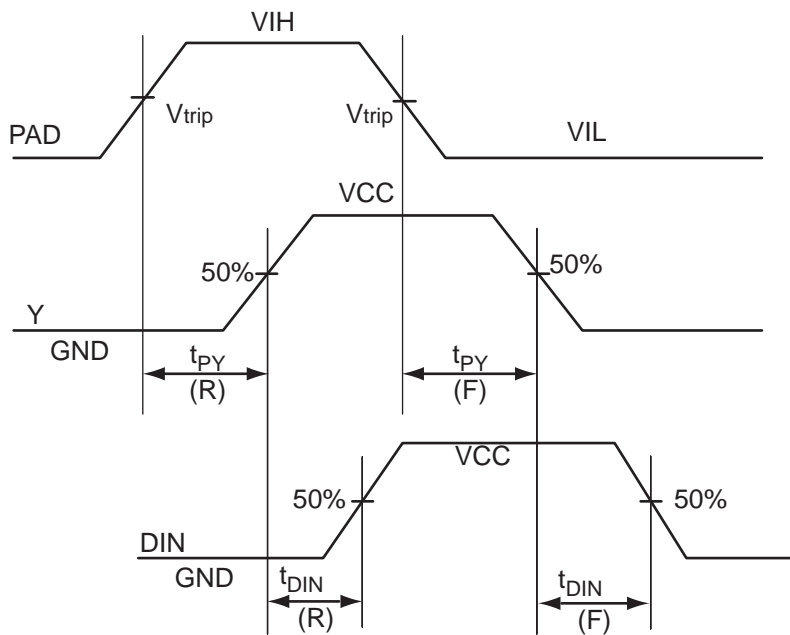 VIH
Vtrip
Vtrip
PAD
VIL
VCC
50%
50%
Y
GND
tPY
(R)
tPY
(F)
VCC
50%
50%
DIN
GND
tDIN
(R)
tDIN
(F)